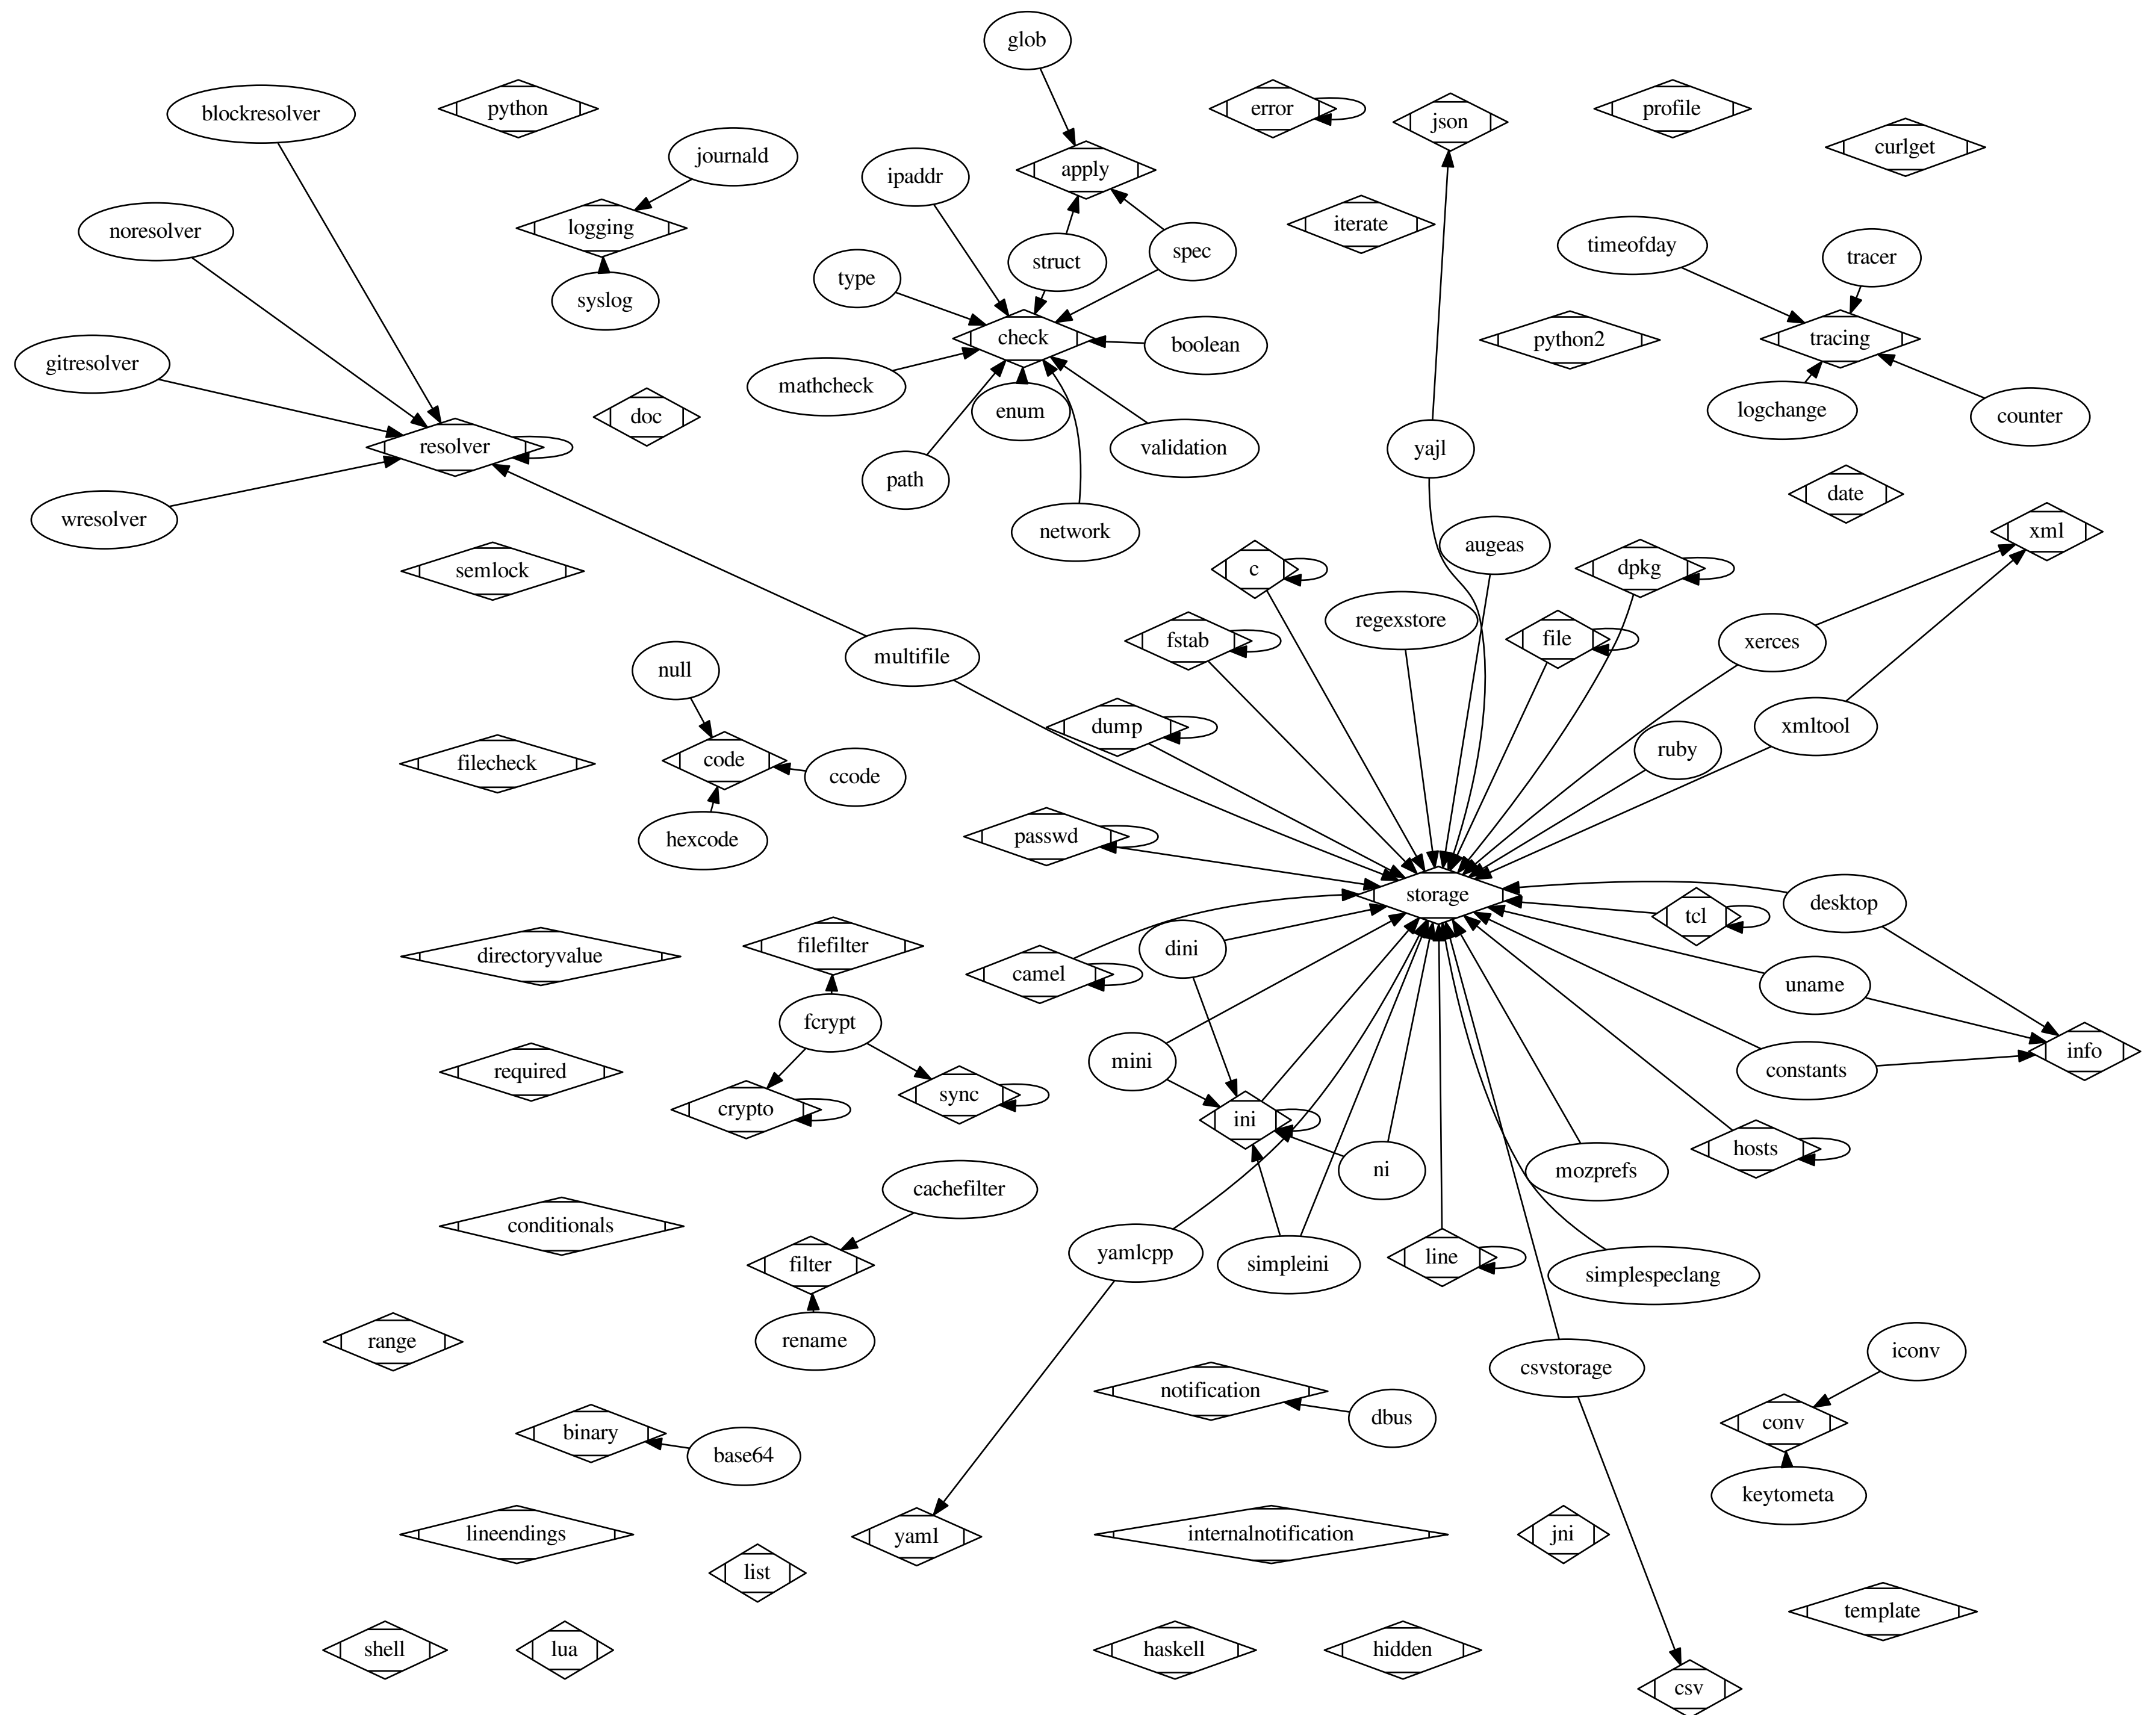 glob
blockresolver
python
error
json
profile
journald
curlget
ipaddr
apply
noresolver
logging
iterate
timeofday
tracer
struct
spec
type
syslog
check
boolean
python2
tracing
gitresolver
mathcheck
enum
logchange
counter
doc
resolver
validation
yajl
path
date
wresolver
network
xml
augeas
semlock
c
dpkg
regexstore
fstab
file
xerces
multifile
null
dump
xmltool
ruby
filecheck
code
ccode
passwd
hexcode
storage
desktop
tcl
directoryvalue
filefilter
dini
camel
uname
fcrypt
info
mini
constants
required
sync
crypto
ini
hosts
ni
mozprefs
cachefilter
conditionals
yamlcpp
filter
simpleini
line
simplespeclang
range
rename
iconv
csvstorage
notification
dbus
conv
binary
base64
keytometa
lineendings
yaml
internalnotification
jni
list
template
shell
lua
haskell
hidden
csv